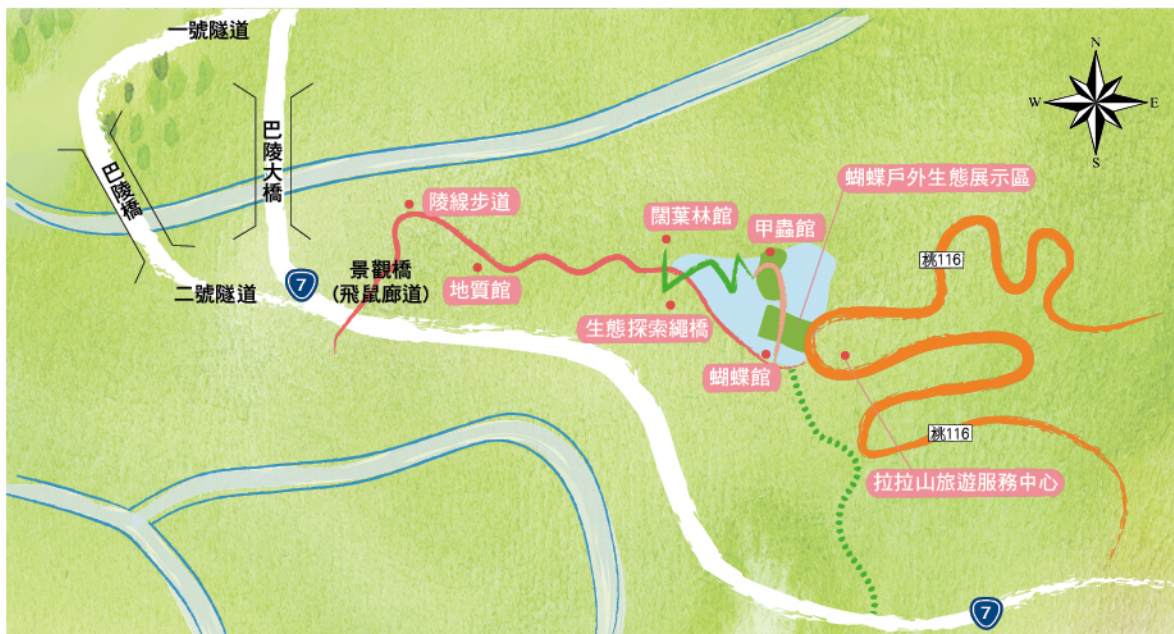 一號隧道
N
W
E
S
巴陵大橋
巴陵橋
蝴蝶戶外生態展示區
陵線步道
闊葉林館
甲蟲館
桃116
景觀橋
(飛鼠廊道)
地質館
7
二號隧道
生態探索繩橋
蝴蝶館
桃116
拉拉山旅遊服務中心
7